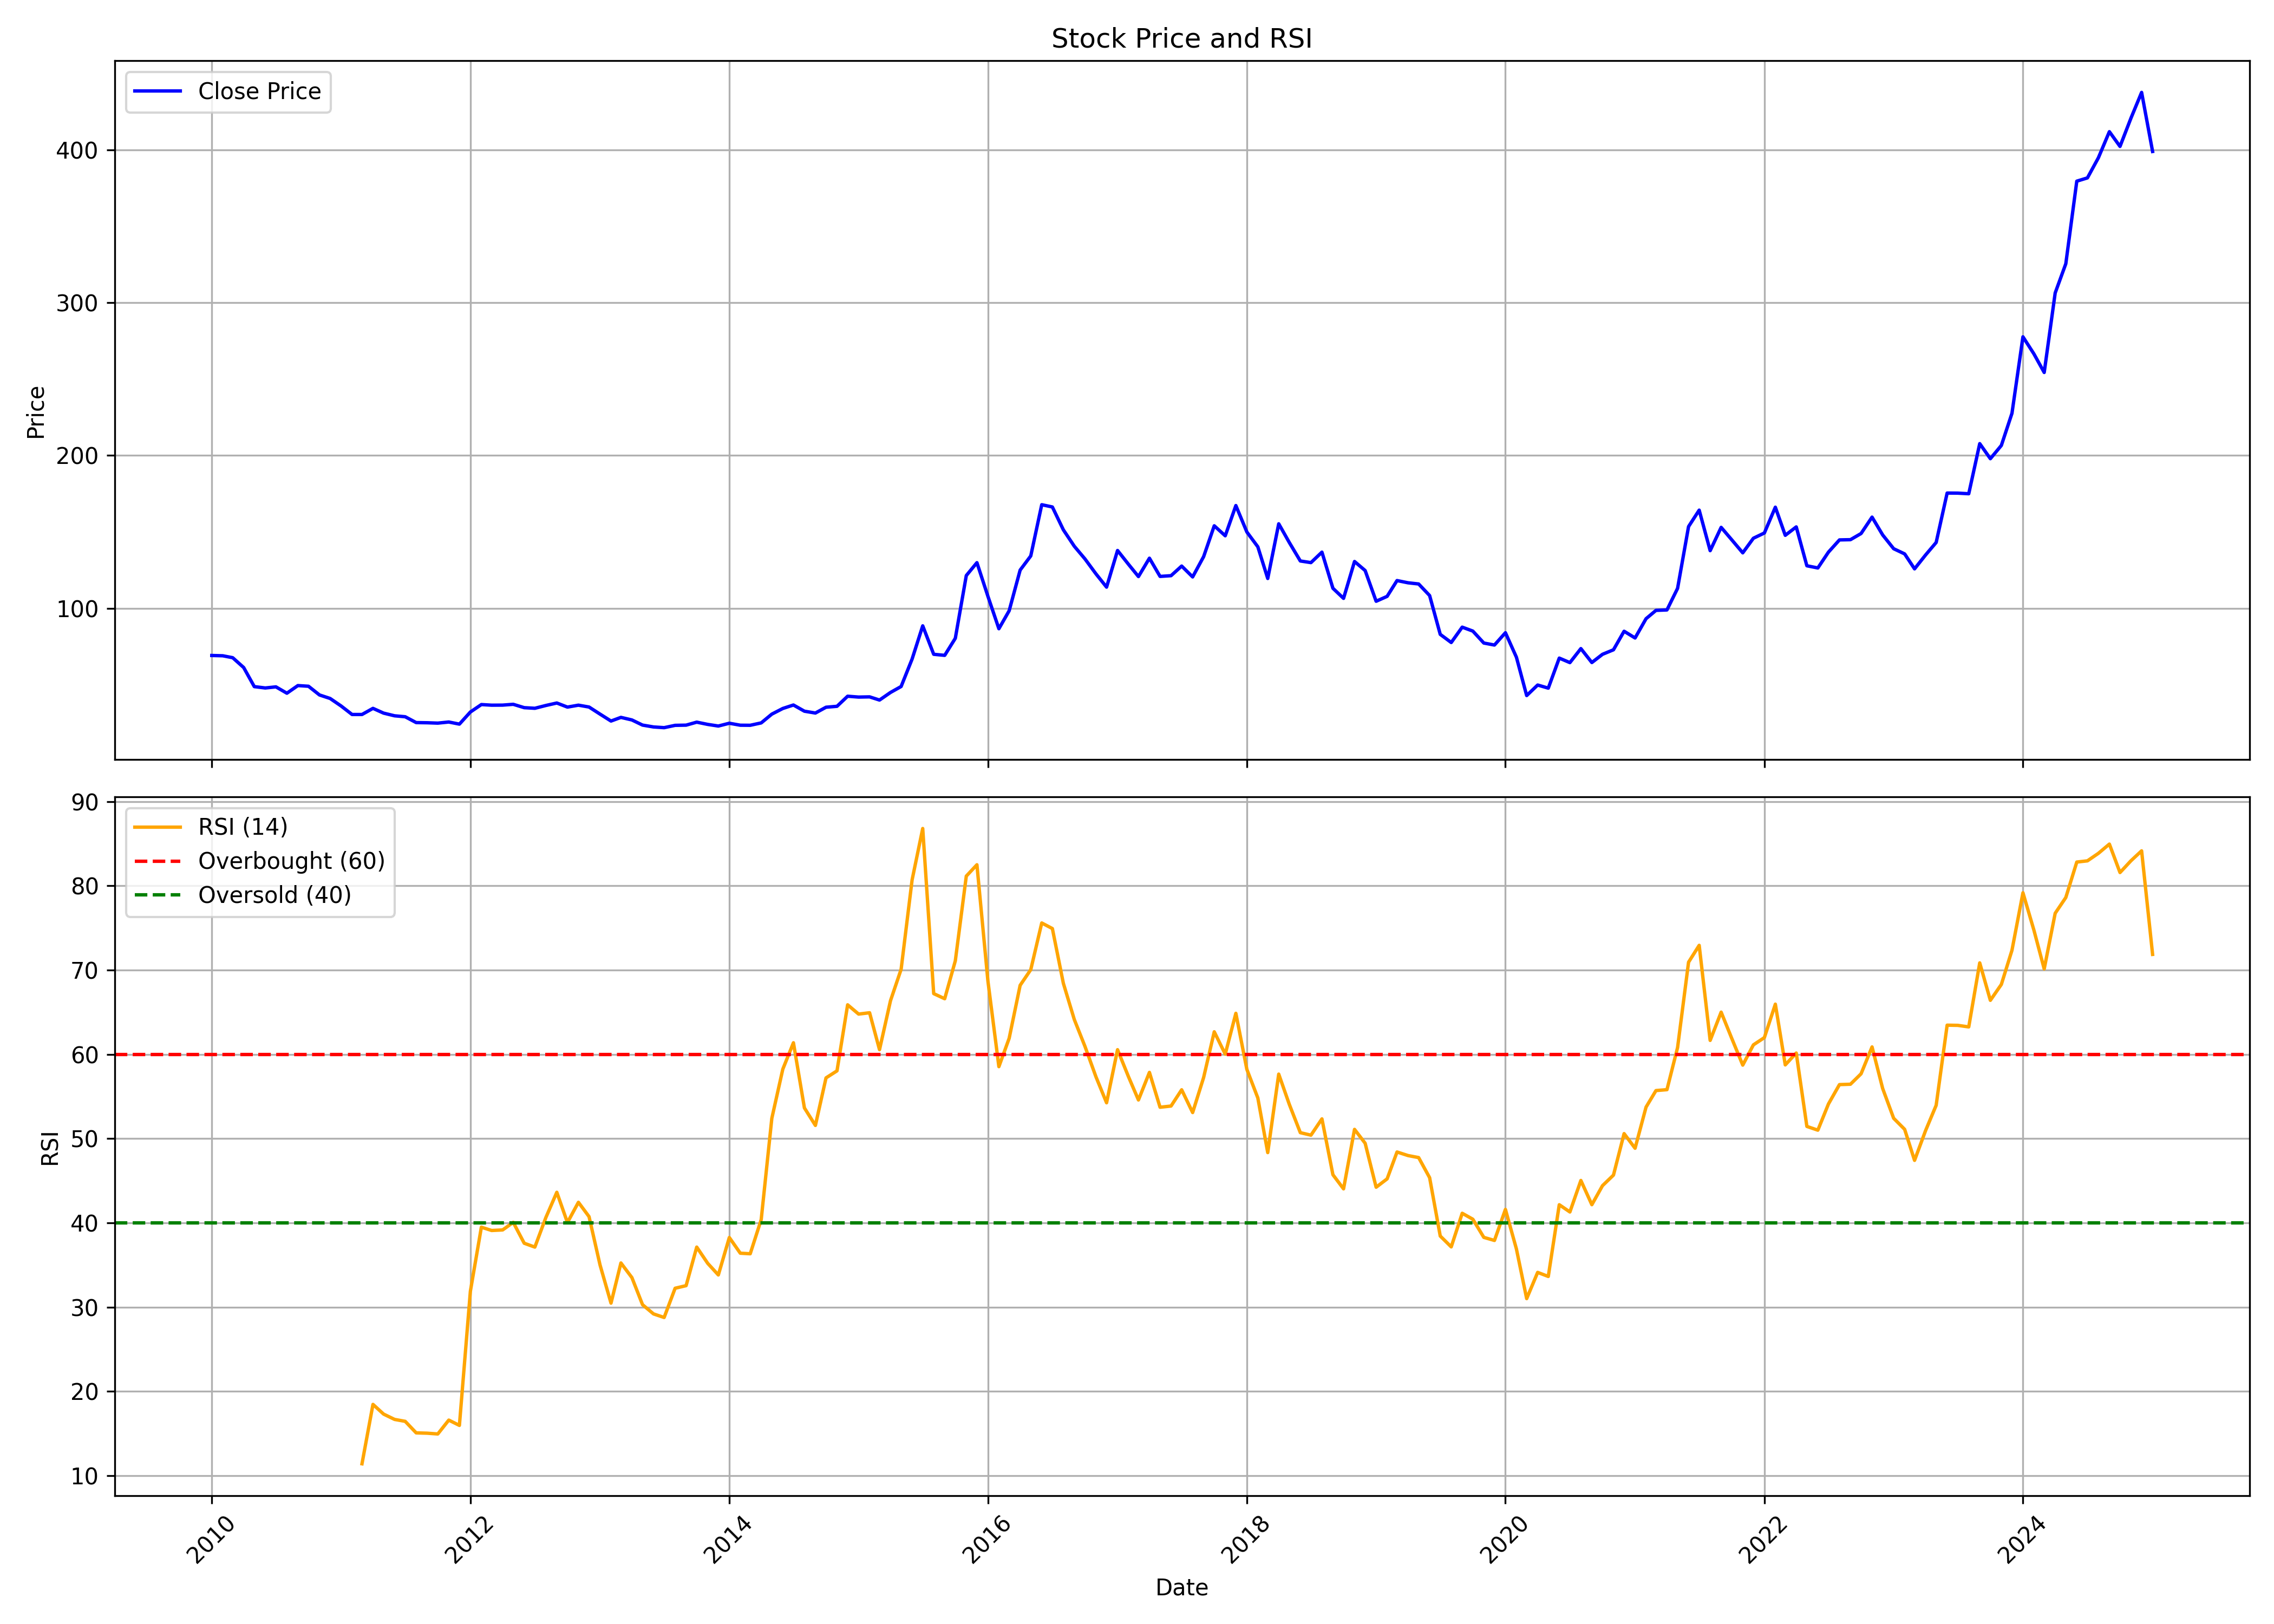 Stock Price and RSI
Close Price
400
300
200
100
Price
90
80
70
60
50
40
30
20
10
RSI
RSI (14)
Overbought (60)
Oversold (40)
2010
2012
2014
2016
2018
2020
2022
2024
Date